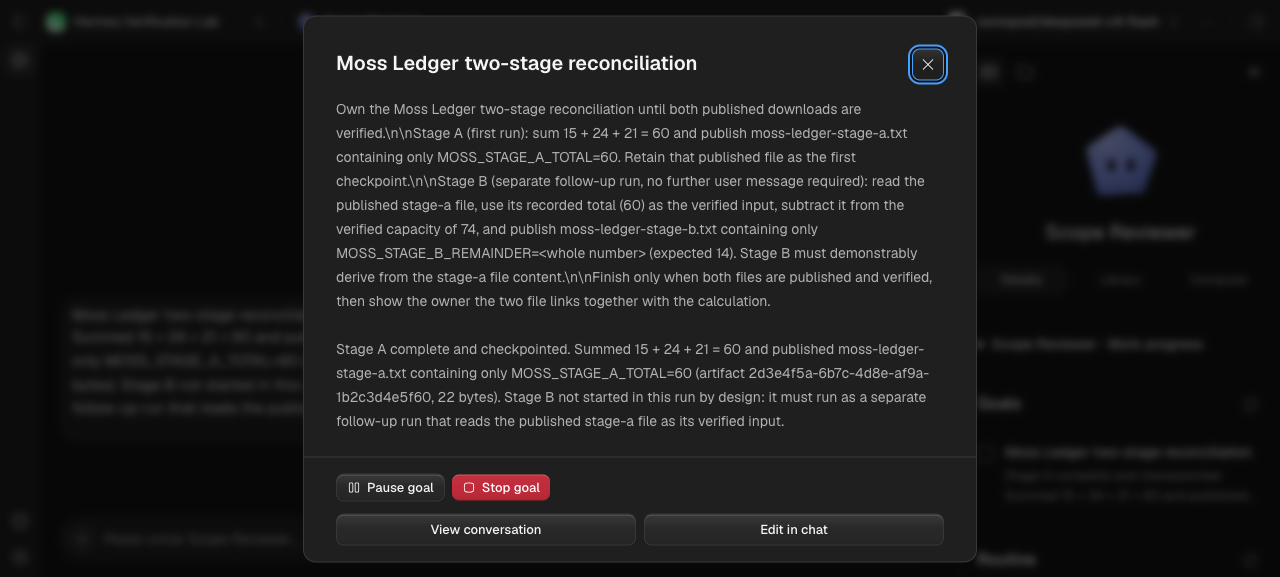 Moss Ledger two-stage reconciliation
Own the Moss Ledger two-stage reconciliation until both published downloads are
verified.\n\nStage A (first run): sum 15 + 24 + 21 = 60 and publish moss-ledger-stage-a.txt
containing only MOSS_STAGE_A_TOTAL=60. Retain that published file as the first
checkpoint.\n\nStage B (separate follow-up run, no further user message required): read the
published stage-a file, use its recorded total (60) as the verified input, subtract it from the
verified capacity of 74, and publish moss-ledger-stage-b.txt containing only
MOSS_STAGE_B_REMAINDER=<whole number> (expected 14). Stage B must demonstrably
derive from the stage-a file content.\n\nFinish only when both files are published and verified,
then show the owner the two file links together with the calculation.
Stage A complete and checkpointed. Summed 15 + 24 + 21 = 60 and published moss-ledger-
stage-a.txt containing only MOSS_STAGE_A_TOTAL=60 (artifact 2d3e4f5a-6b7c-4d8e-af9a-
1b2c3d4e5f60, 22 bytes). Stage B not started in this run by design: it must run as a separate
follow-up run that reads the published stage-a file as its verified input.
Pause goal
Stop goal
View conversation
Edit in chat
Scope Reviewer
Goals
Moss Ledger two-stage reconciliation
Routine